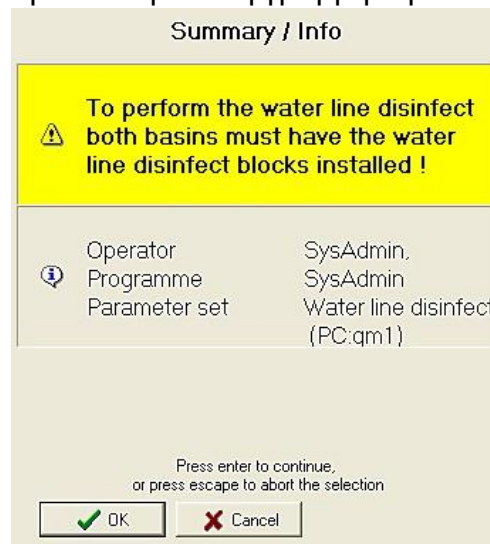 Summary / Info
To perform the water line disinfect
both basins must have the water
line disinfect blocks installed !
Operator SysAdmin,
Programme SysAdmin
Parameter set Water line disinfect
(PC:qm1)
Press enter to continue,
or press escape to abort the selection
OK Cancel